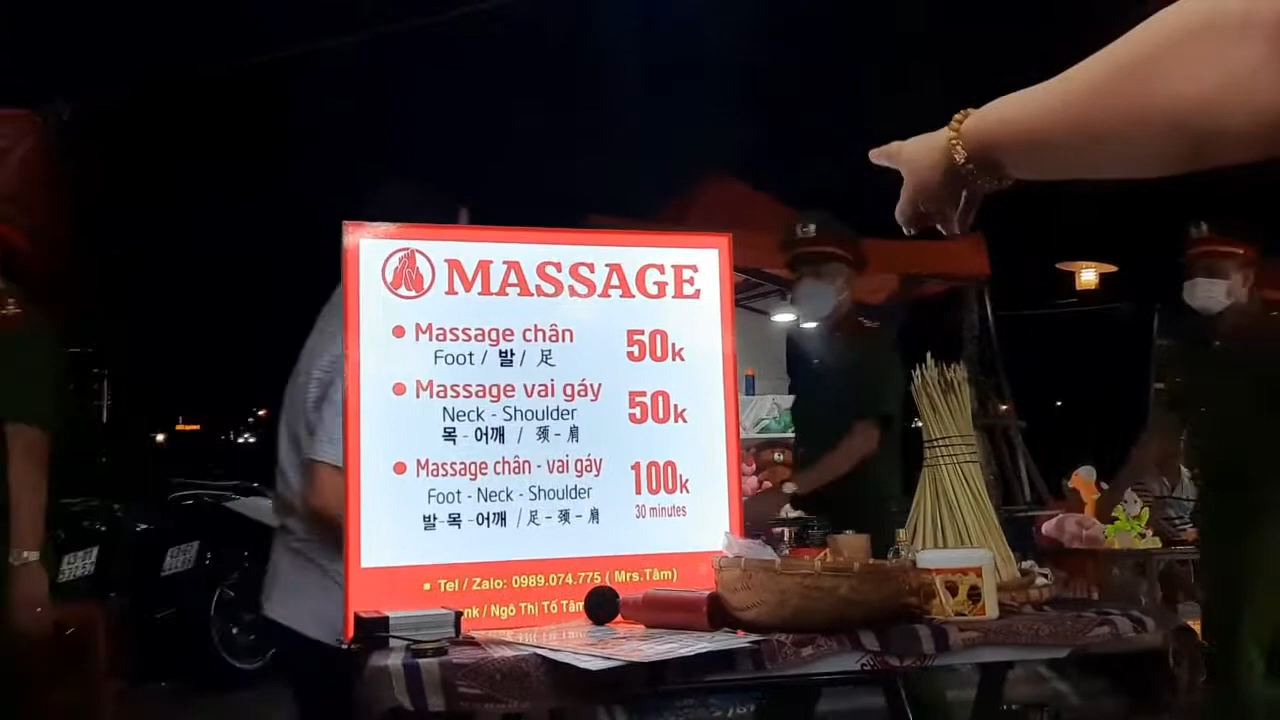 MASSAGE
• Massage chân 50k
Foot / 발 / 足
• Massage vai gáy 50k
Neck - Shoulder
목 - 어깨 / 颈 - 肩
• Massage chân - vai gáy 100k
Foot - Neck - Shoulder 30 minutes
발 - 목 - 어깨 / 足 - 颈 - 肩
▪ Tel / Zalo: 0989.074.775 ( Mrs.Tâm)
nk / Ngô Thị Tố Tâm